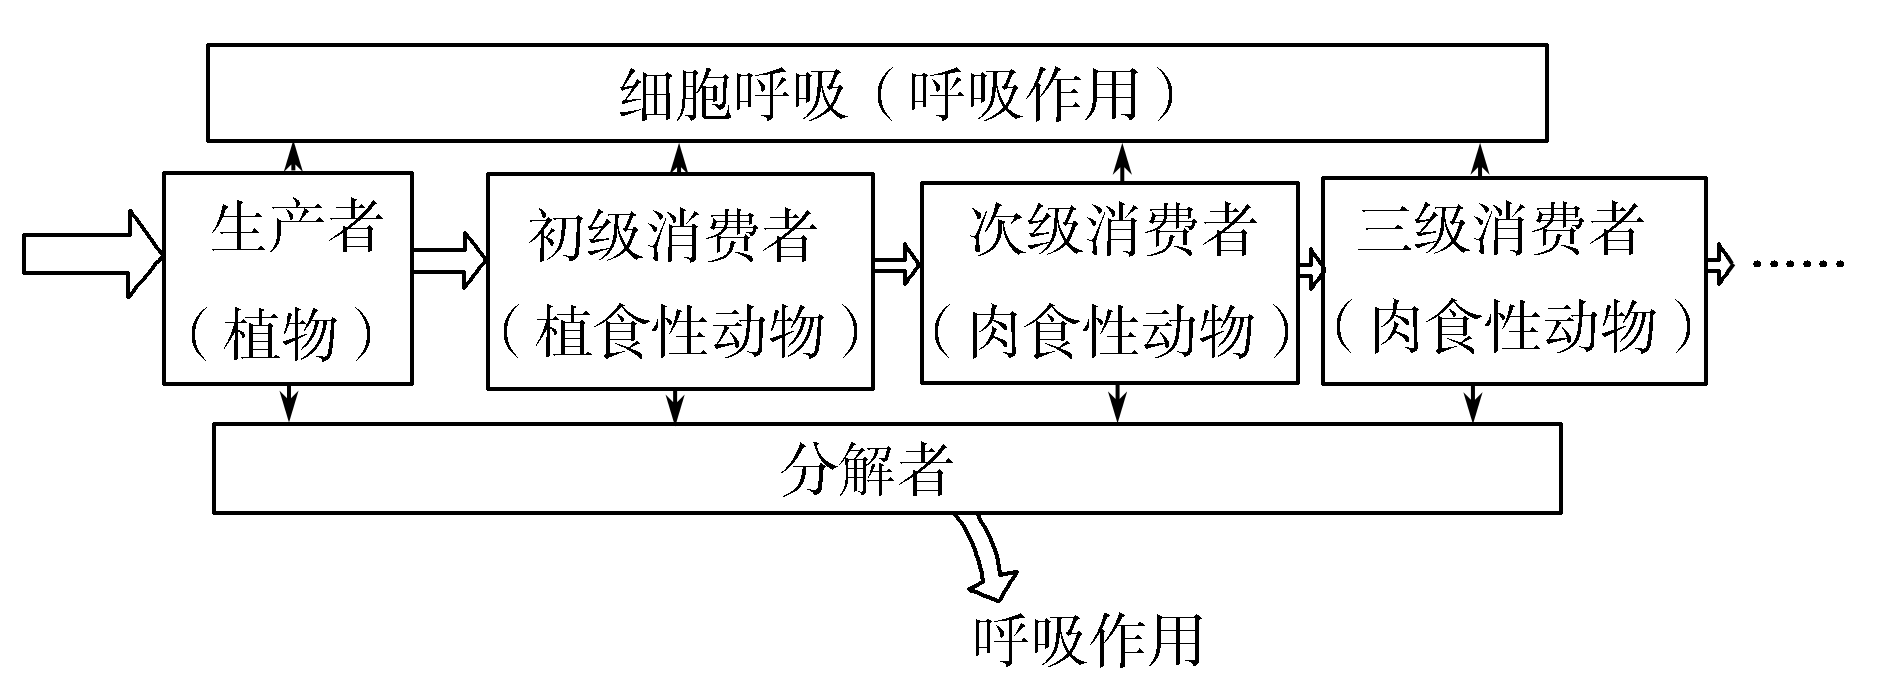 细胞呼吸（呼吸作用）
生产者
（植物）
初级消费者
（植食性动物）
次级消费者
（肉食性动物）
三级消费者
（肉食性动物）
……
分解者
呼吸作用